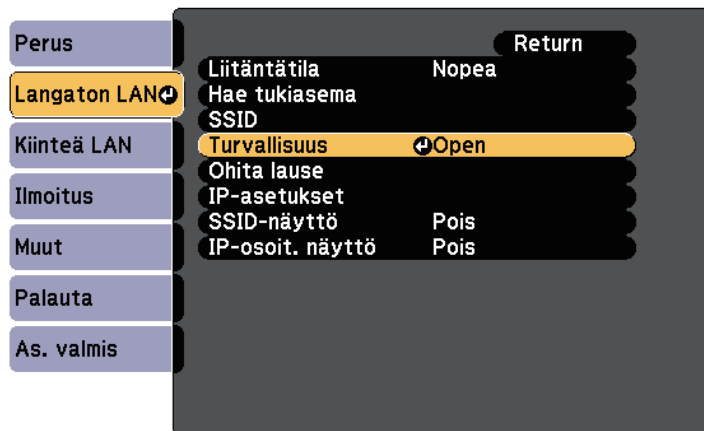 Perus
Langaton LAN
Kiinteä LAN
Ilmoitus
Muut
Palauta
As. valmis
Return
Liitäntätila Nopea
Hae tukiasema
SSID
Turvallisuus Open
Ohita lause
IP-asetukset
SSID-näyttö Pois
IP-osoit. näyttö Pois